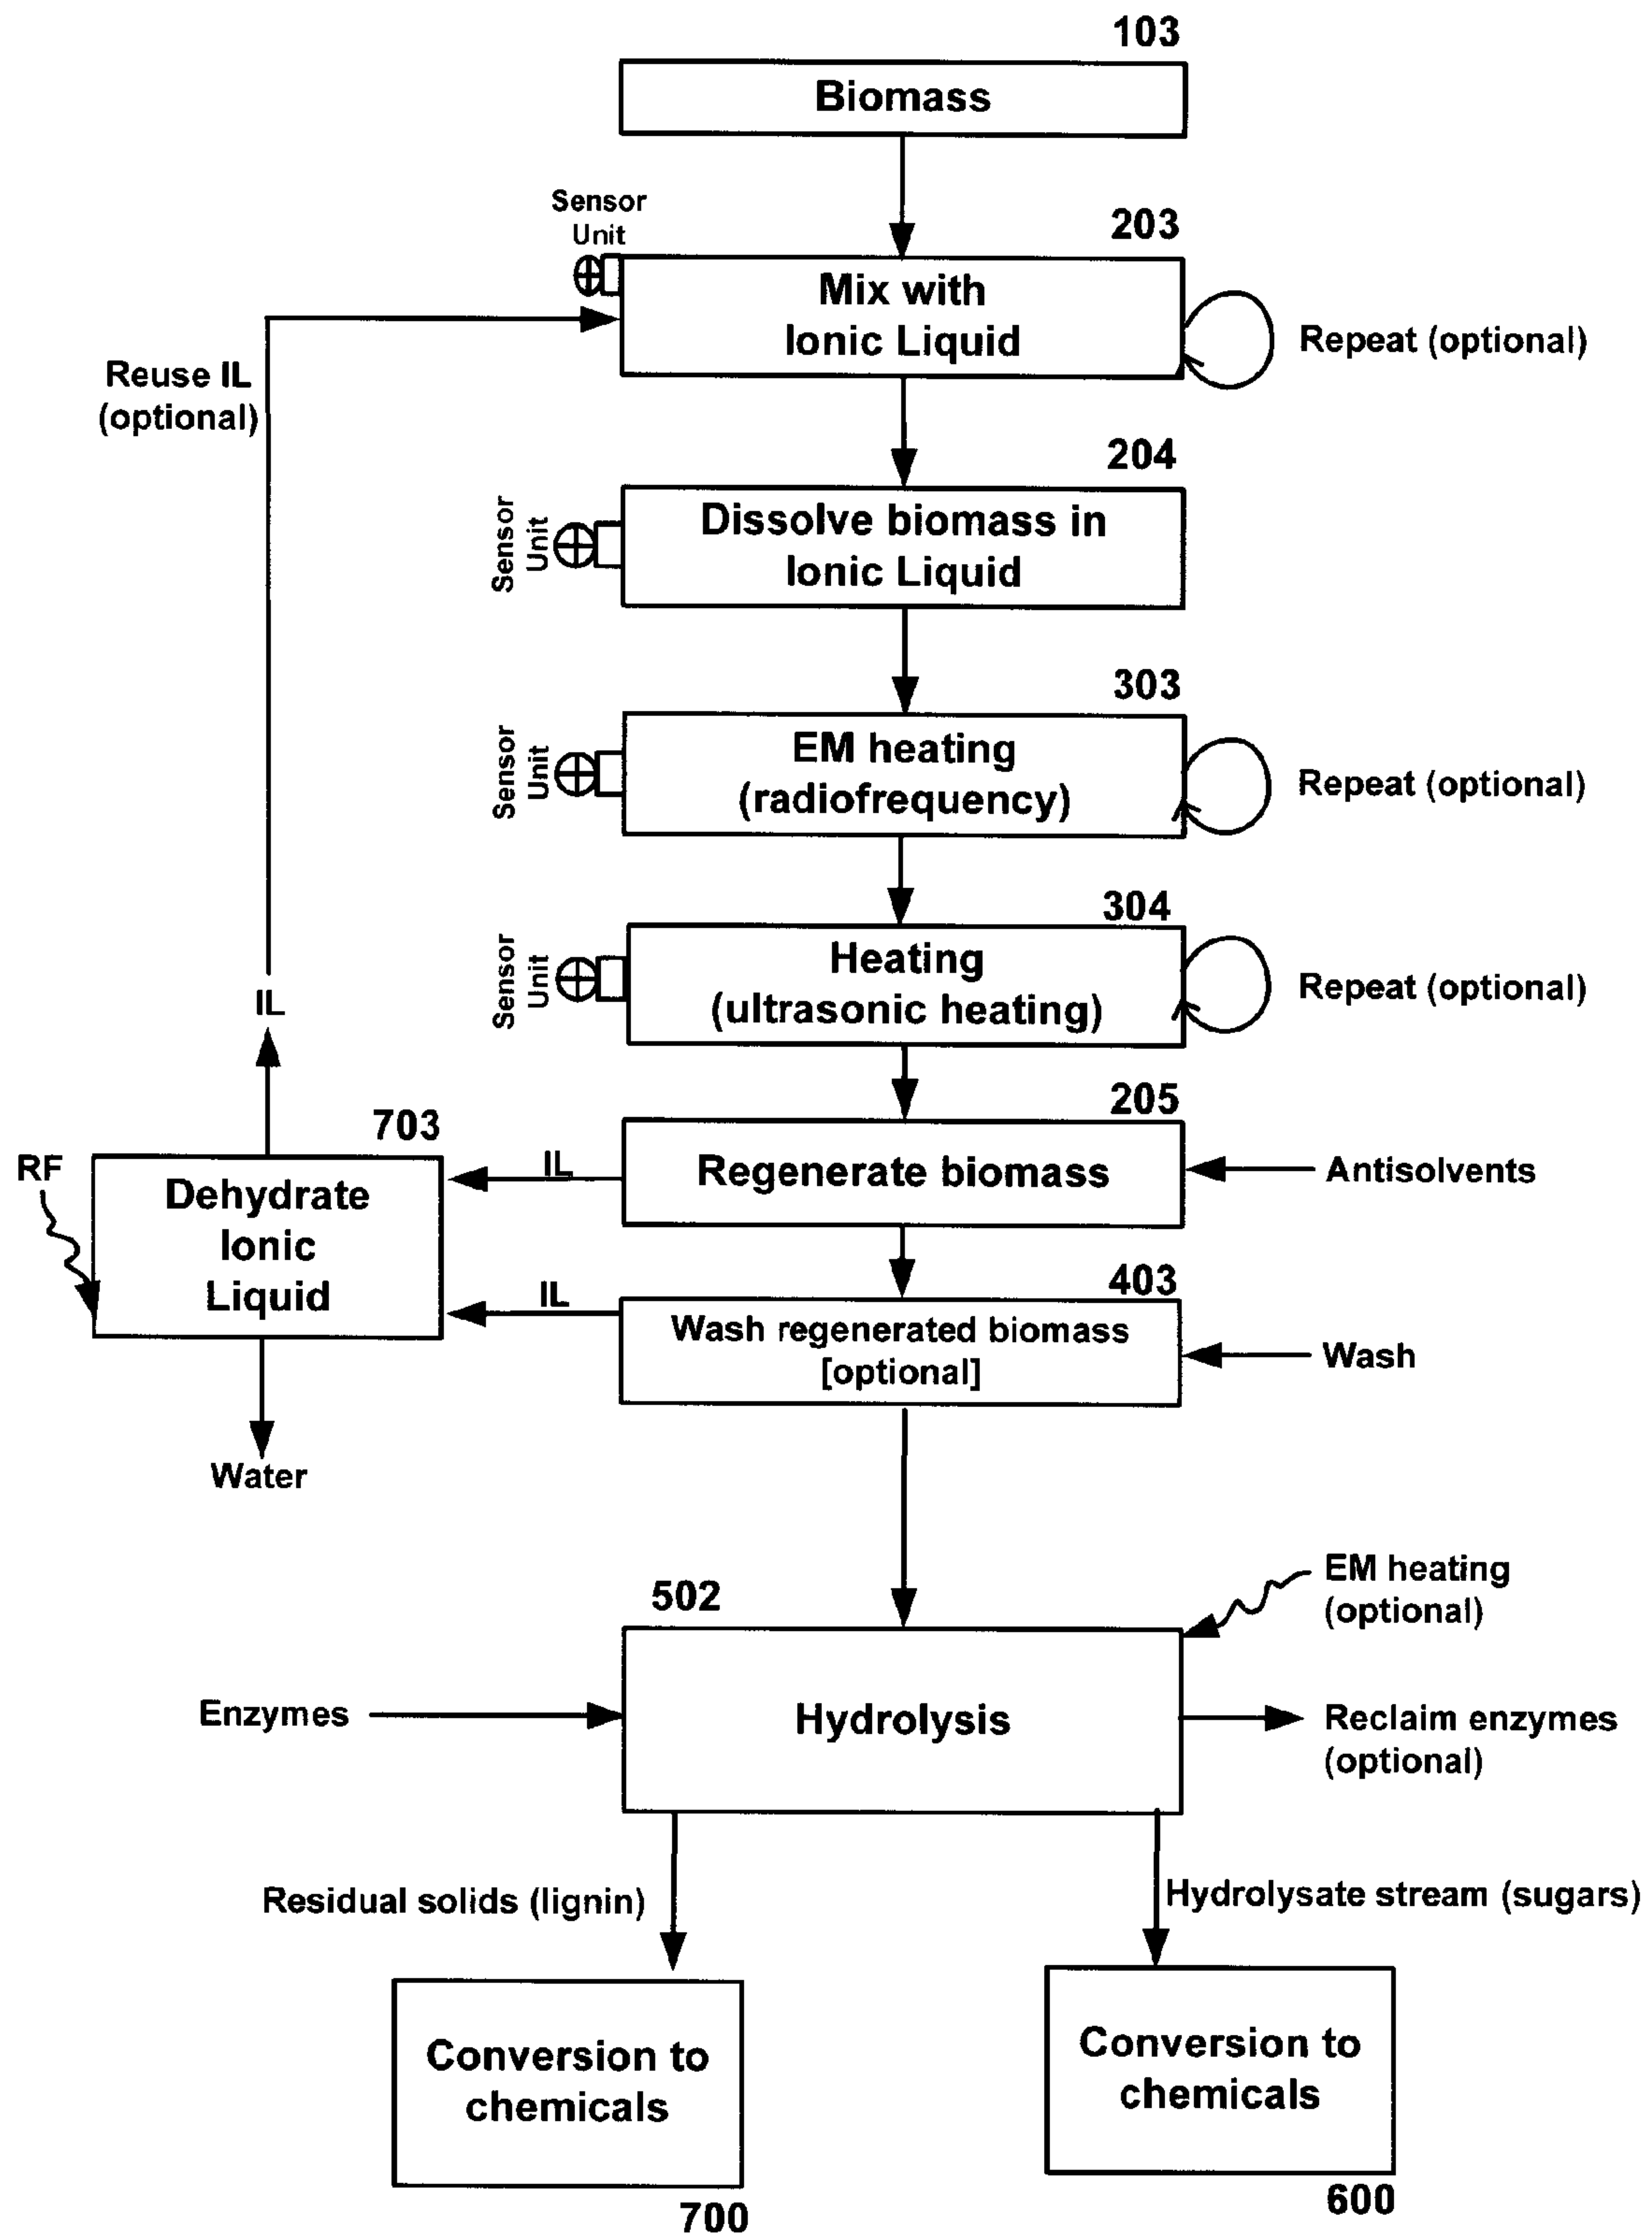 103
Biomass
Sensor
Unit
203
Mix with
Ionic Liquid
Repeat (optional)
Reuse IL
(optional)
204
Sensor
Unit
Dissolve biomass in
Ionic Liquid
303
Sensor
Unit
EM heating
(radiofrequency)
Repeat (optional)
304
Sensor
Unit
Heating
(ultrasonic heating)
Repeat (optional)
IL
205
703
RF
Dehydrate
Ionic
Liquid
IL
Regenerate biomass
Antisolvents
403
IL
Wash regenerated biomass
[optional]
Wash
Water
EM heating
(optional)
502
Enzymes
Hydrolysis
Reclaim enzymes
(optional)
Residual solids (lignin)
Hydrolysate stream (sugars)
Conversion to
chemicals
700
Conversion to
chemicals
600